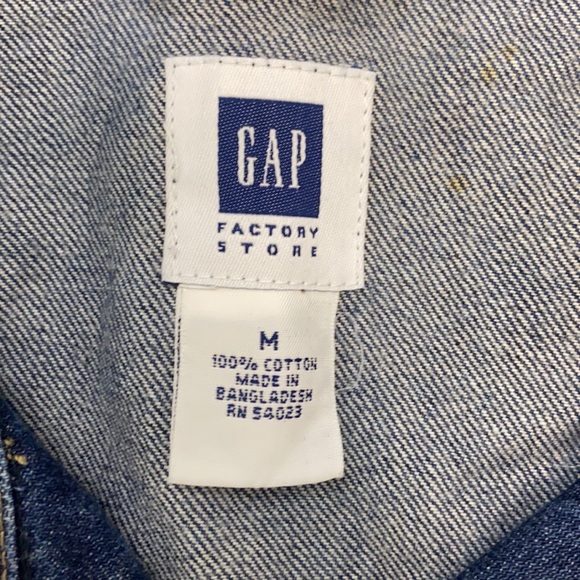 GAP
FACTORY
STORE
M
100% COTTON
MADE IN
BANGLADESH
RN 54023